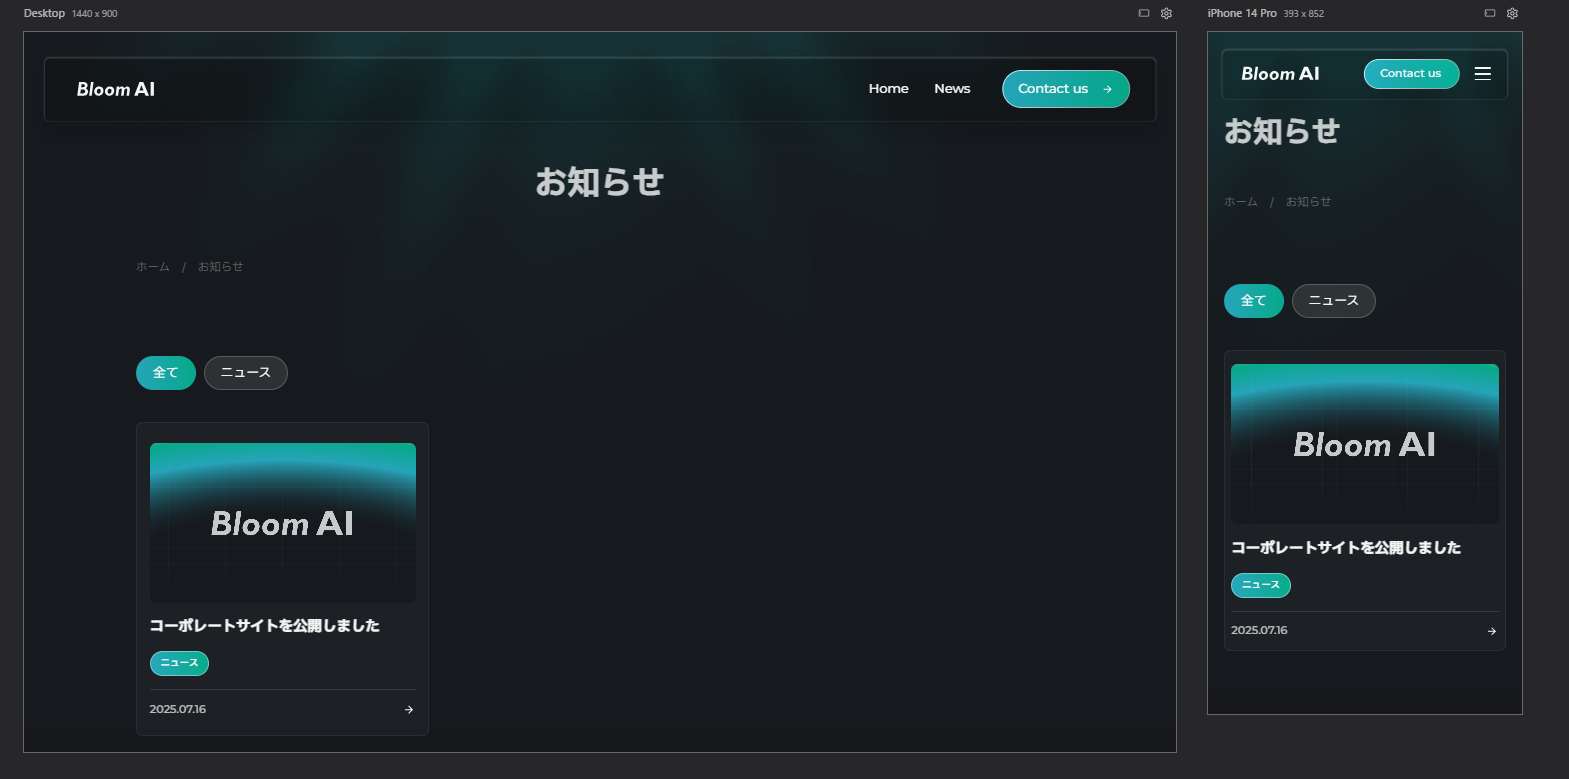 Desktop 1440 x 900
Bloom AI
Home News Contact us →
お知らせ
ホーム / お知らせ
全て ニュース
Bloom AI
コーポレートサイトを公開しました
ニュース
2025.07.16 →
iPhone 14 Pro 393 x 852
Bloom AI Contact us
お知らせ
ホーム / お知らせ
全て ニュース
Bloom AI
コーポレートサイトを公開しました
ニュース
2025.07.16 →